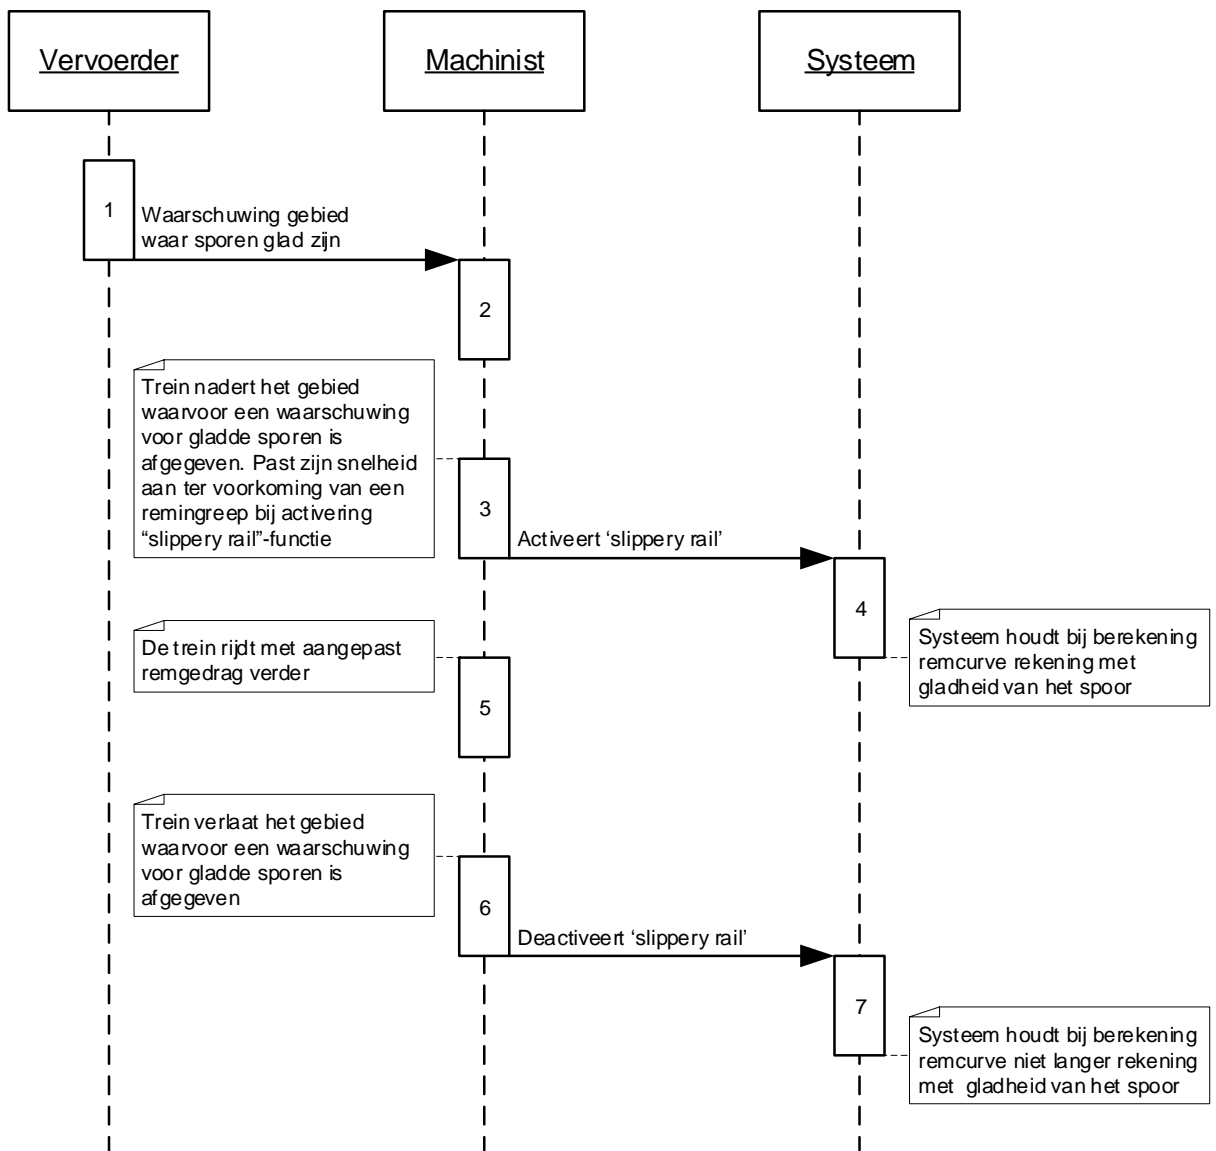 Vervoerder
Machinist
Systeem
1
Waarschuwing gebied
waar sporen glad zijn
2
Trein nadert het gebied
waarvoor een waarschuwing
voor gladde sporen is
afgegeven. Past zijn snelheid
aan ter voorkoming van een
remingreep bij activering
“slippery rail”-functie
3
Activeert ‘slippery rail’
4
Systeem houdt bij berekening
remcurve rekening met
gladheid van het spoor
De trein rijdt met aangepast
remgedrag verder
5
Trein verlaat het gebied
waarvoor een waarschuwing
voor gladde sporen is
afgegeven
6
Deactiveert ‘slippery rail’
7
Systeem houdt bij berekening
remcurve niet langer rekening
met gladheid van het spoor